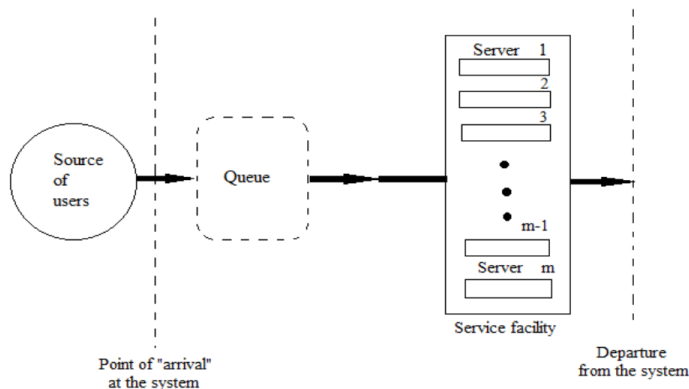 Source
of
users
Point of "arrival"
at the system
Queue
Server 1
2
3
m-1
Server m
Service facility
Departure
from the system